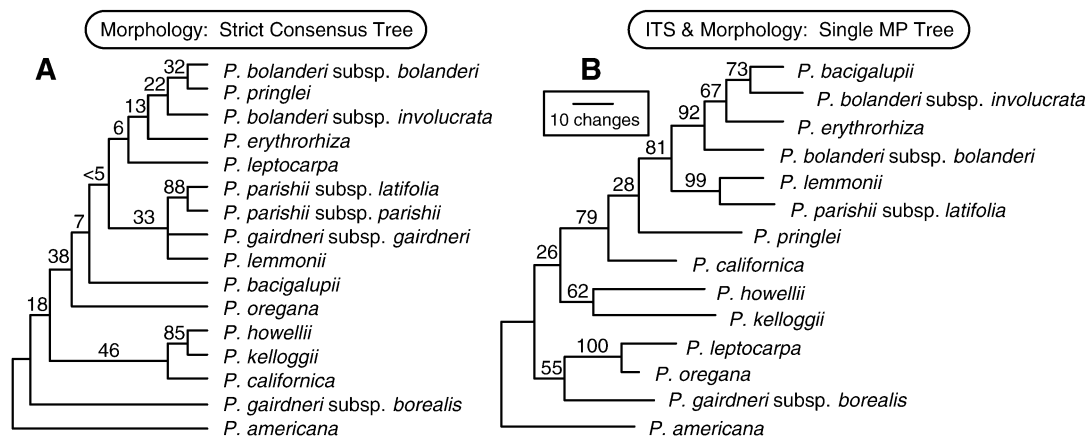 Morphology: Strict Consensus Tree
A
32
P. bolanderi subsp. bolanderi
22
P. pringlei
13
P. bolanderi subsp. involucrata
6
P. erythrorhiza
P. leptocarpa
<5
88
P. parishii subsp. latifolia
33
P. parishii subsp. parishii
7
P. gairdneri subsp. gairdneri
38
P. lemmonii
P. bacigalupii
18
P. oregana
85
P. howellii
46
P. kelloggii
P. californica
P. gairdneri subsp. borealis
P. americana
ITS & Morphology: Single MP Tree
B
10 changes
73
P. bacigalupii
67
P. bolanderi subsp. involucrata
92
P. erythrorhiza
81
P. bolanderi subsp. bolanderi
99
P. lemmonii
28
P. parishii subsp. latifolia
79
P. pringlei
26
P. californica
62
P. howellii
P. kelloggii
100
P. leptocarpa
55
P. oregana
P. gairdneri subsp. borealis
P. americana